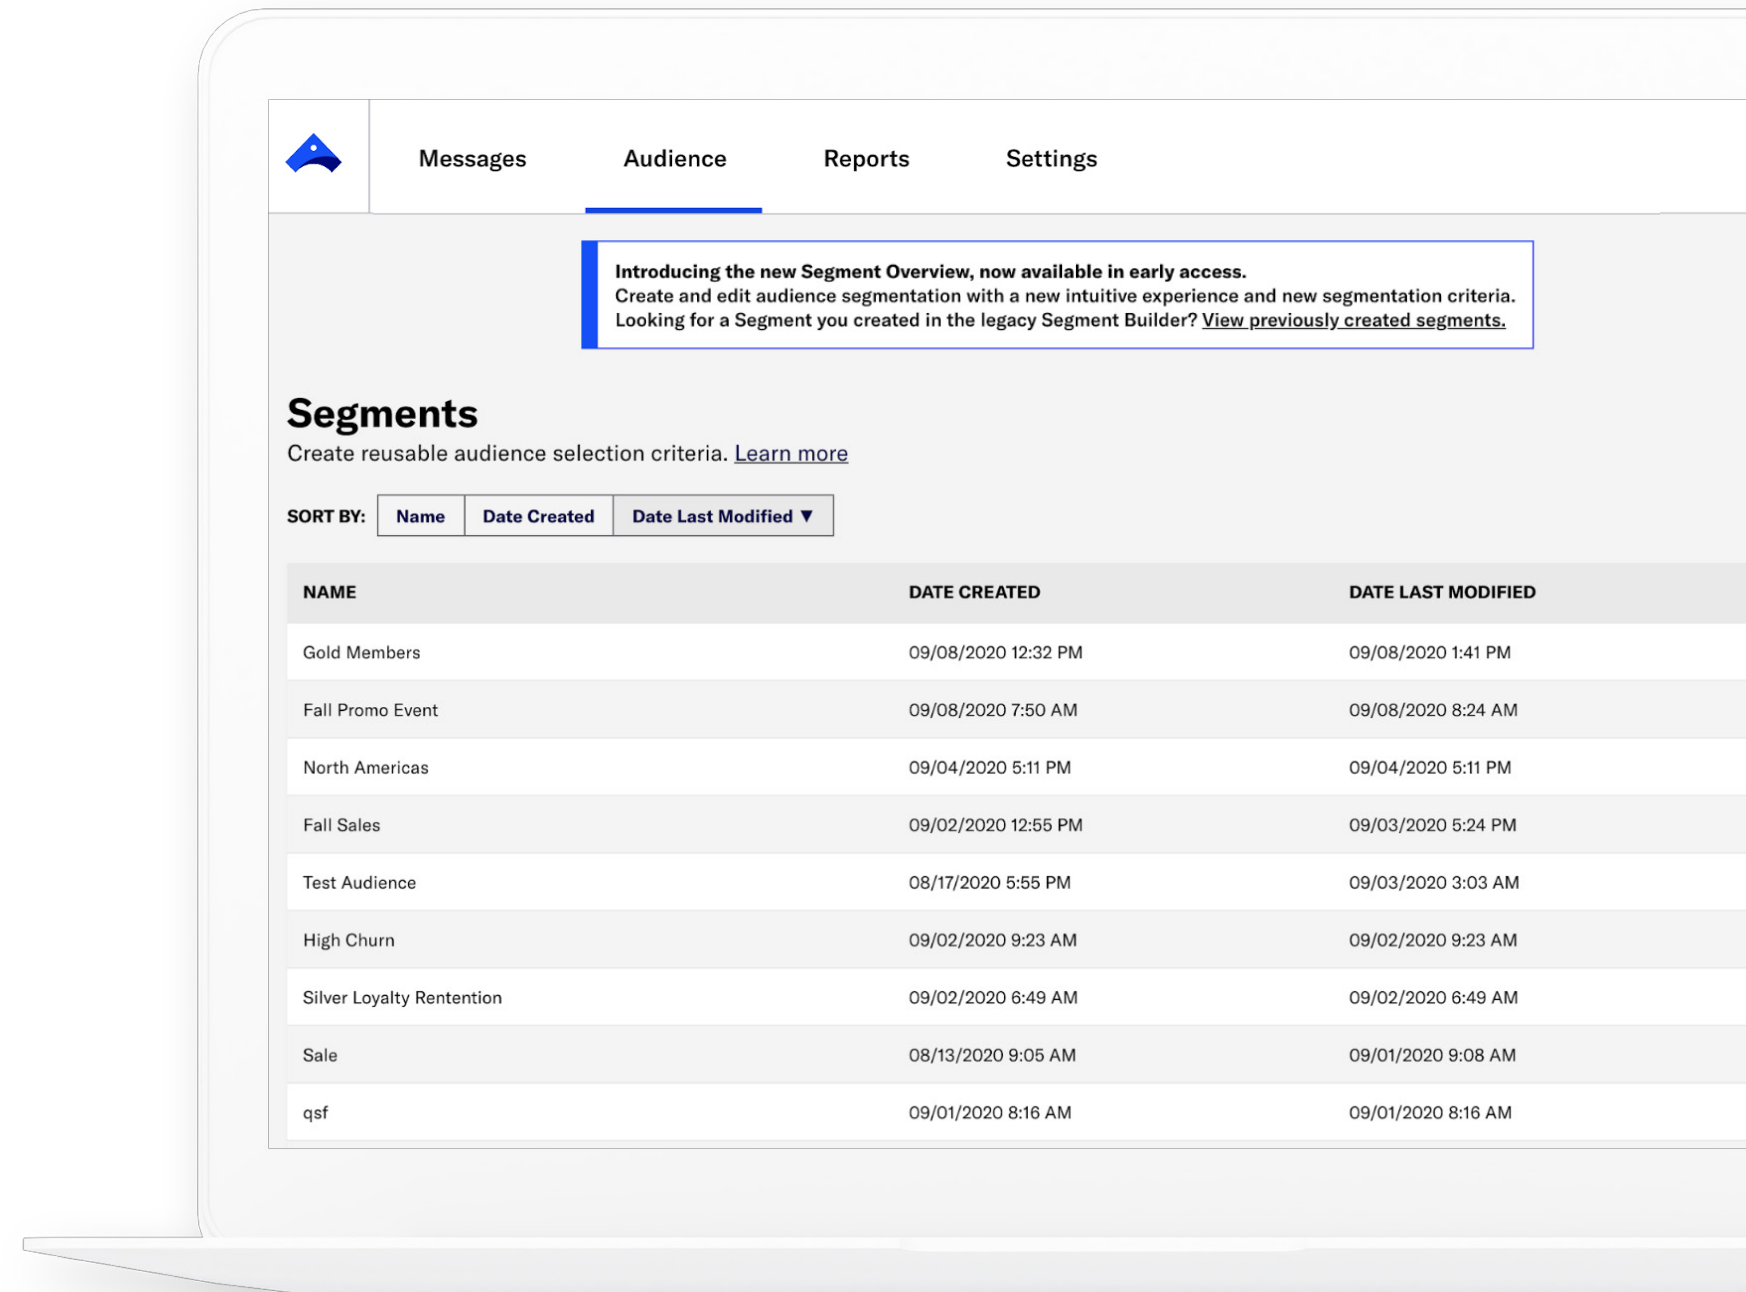 Messages Audience Reports Settings
Introducing the new Segment Overview, now available in early access.
Create and edit audience segmentation with a new intuitive experience and new segmentation criteria.
Looking for a Segment you created in the legacy Segment Builder? View previously created segments.
Segments
Create reusable audience selection criteria. Learn more
SORT BY: Name Date Created Date Last Modified ▼
NAME DATE CREATED DATE LAST MODIFIED
Gold Members 09/08/2020 12:32 PM 09/08/2020 1:41 PM
Fall Promo Event 09/08/2020 7:50 AM 09/08/2020 8:24 AM
North Americas 09/04/2020 5:11 PM 09/04/2020 5:11 PM
Fall Sales 09/02/2020 12:55 PM 09/03/2020 5:24 PM
Test Audience 08/17/2020 5:55 PM 09/03/2020 3:03 AM
High Churn 09/02/2020 9:23 AM 09/02/2020 9:23 AM
Silver Loyalty Rentention 09/02/2020 6:49 AM 09/02/2020 6:49 AM
Sale 08/13/2020 9:05 AM 09/01/2020 9:08 AM
qsf 09/01/2020 8:16 AM 09/01/2020 8:16 AM